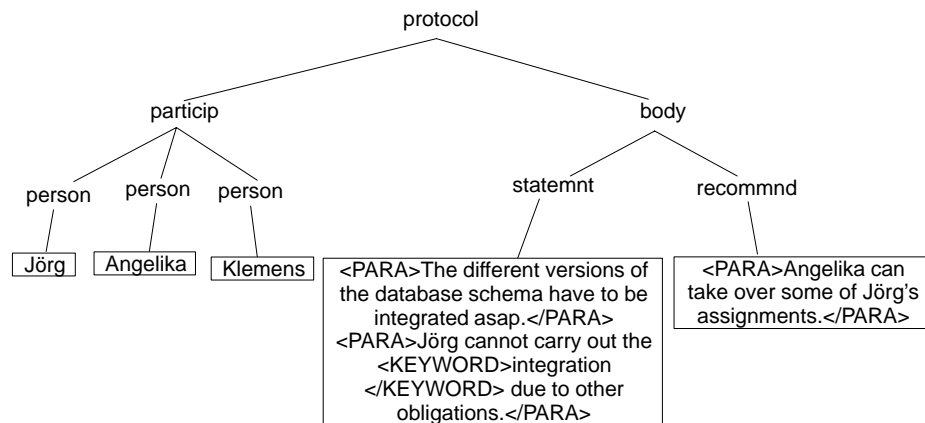 protocol
particip
body
person
person
person
statemnt
recommnd
Jörg
Angelika
Klemens
<PARA>The different versions of
the database schema have to be
integrated asap.</PARA>
<PARA>Jörg cannot carry out the
<KEYWORD>integration
</KEYWORD> due to other
obligations.</PARA>
<PARA>Angelika can
take over some of Jörg's
assignments.</PARA>